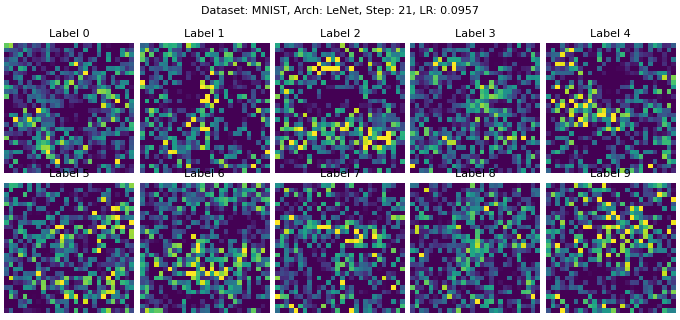 Dataset: MNIST, Arch: LeNet, Step: 21, LR: 0.0957
Label 0 Label 1 Label 2 Label 3 Label 4
Label 5 Label 6 Label 7 Label 8 Label 9